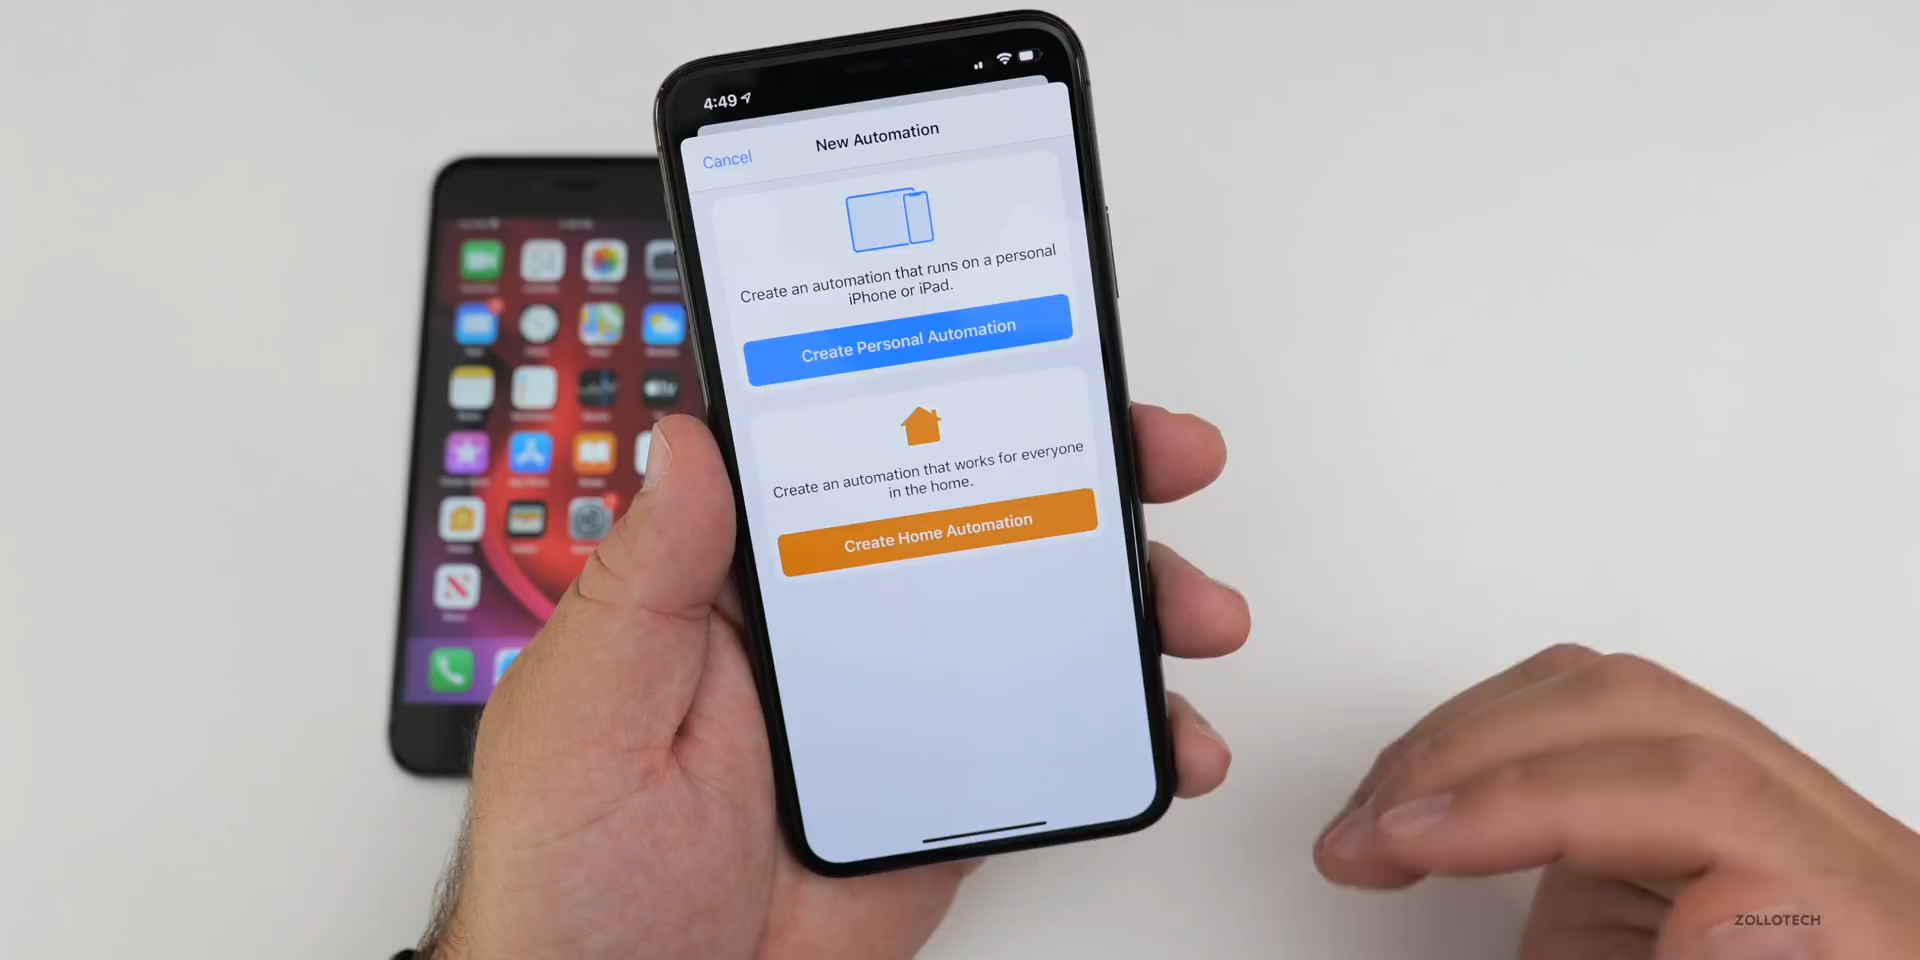 4:49
Cancel
New Automation
Create an automation that runs on a personal
iPhone or iPad.
Create Personal Automation
Create an automation that works for everyone
in the home.
Create Home Automation
ZOLLOTECH